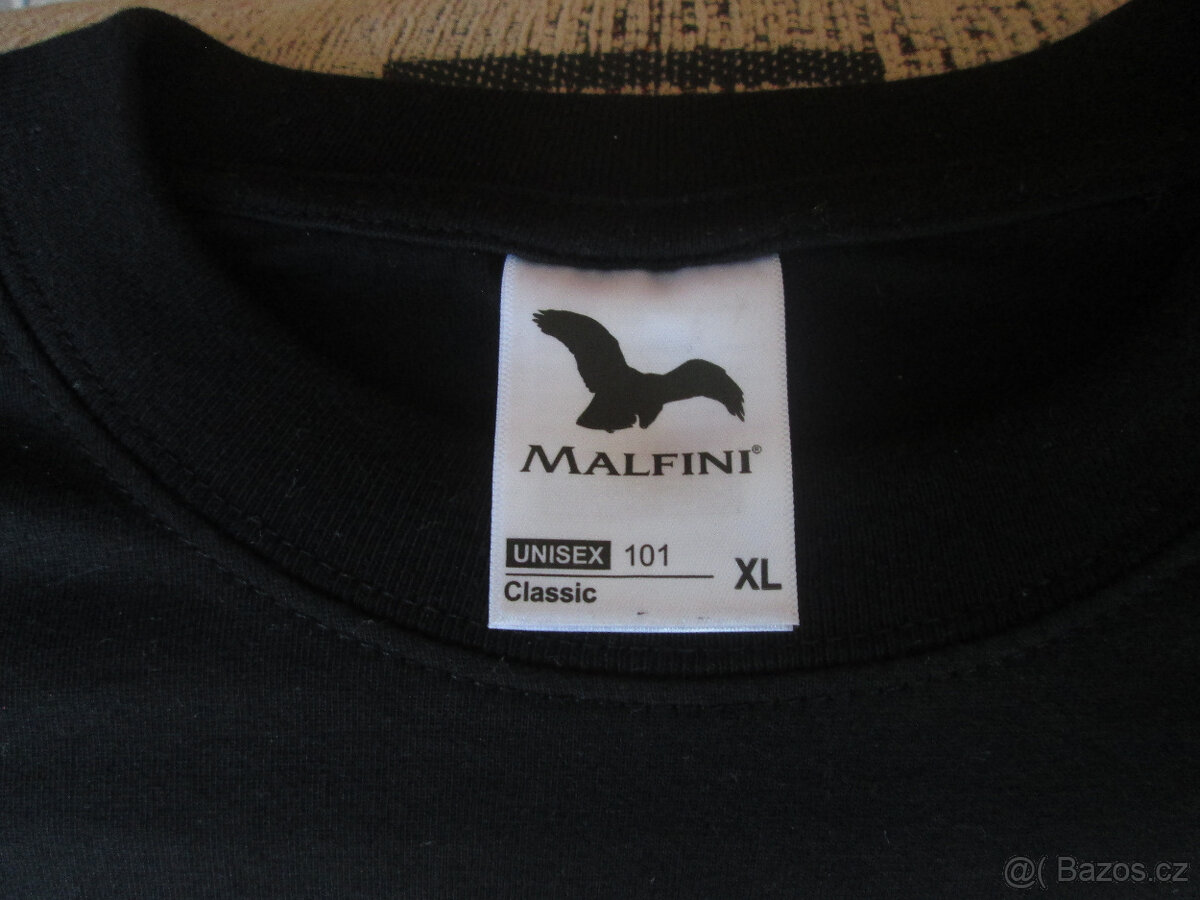 MALFINI®
UNISEX 101
Classic
XL
@( Bazos.cz